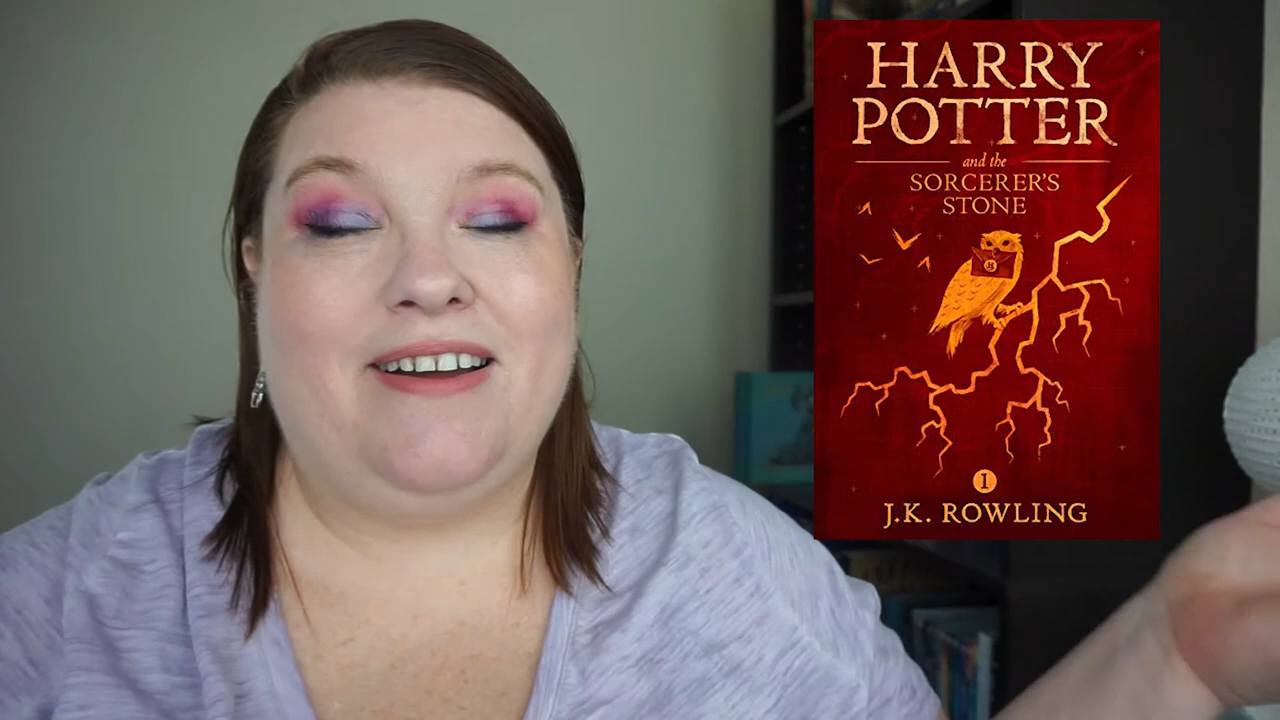 HARRY
POTTER
and the
SORCERER'S
STONE
1
J.K. ROWLING